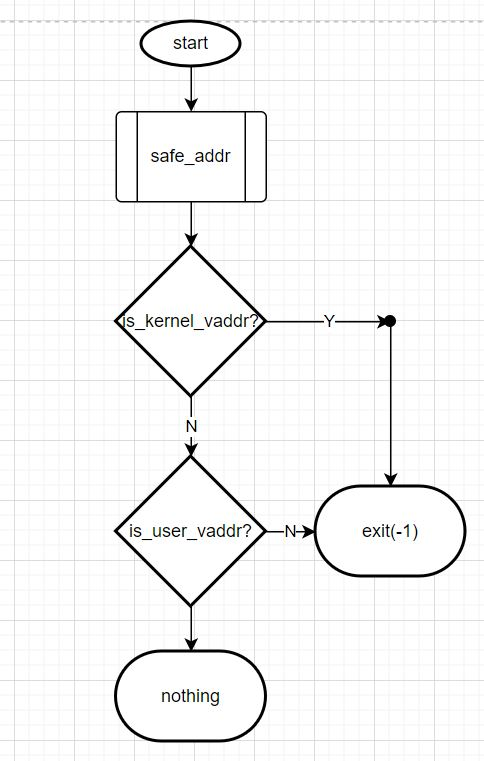 start
safe_addr
is_kernel_vaddr?
Y
N
is_user_vaddr?
N
exit(-1)
nothing